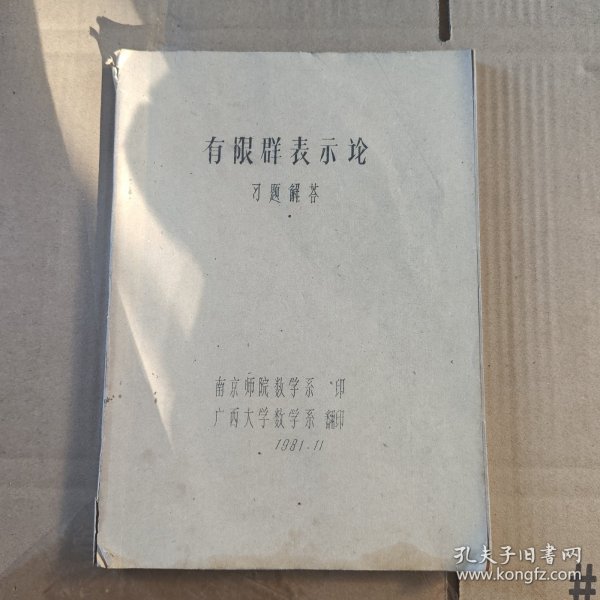 有限群表示论
习题解答
南京师院数学系 印
广西大学数学系 翻印
1981.11
孔夫子旧书网
www.kongfz.com
#